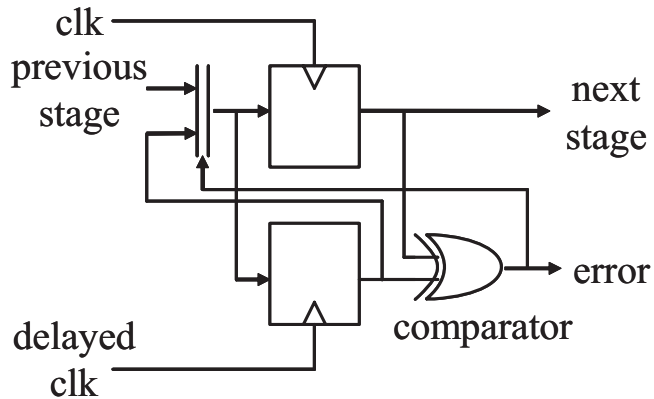 clk
previous
stage
next
stage
error
comparator
delayed
clk